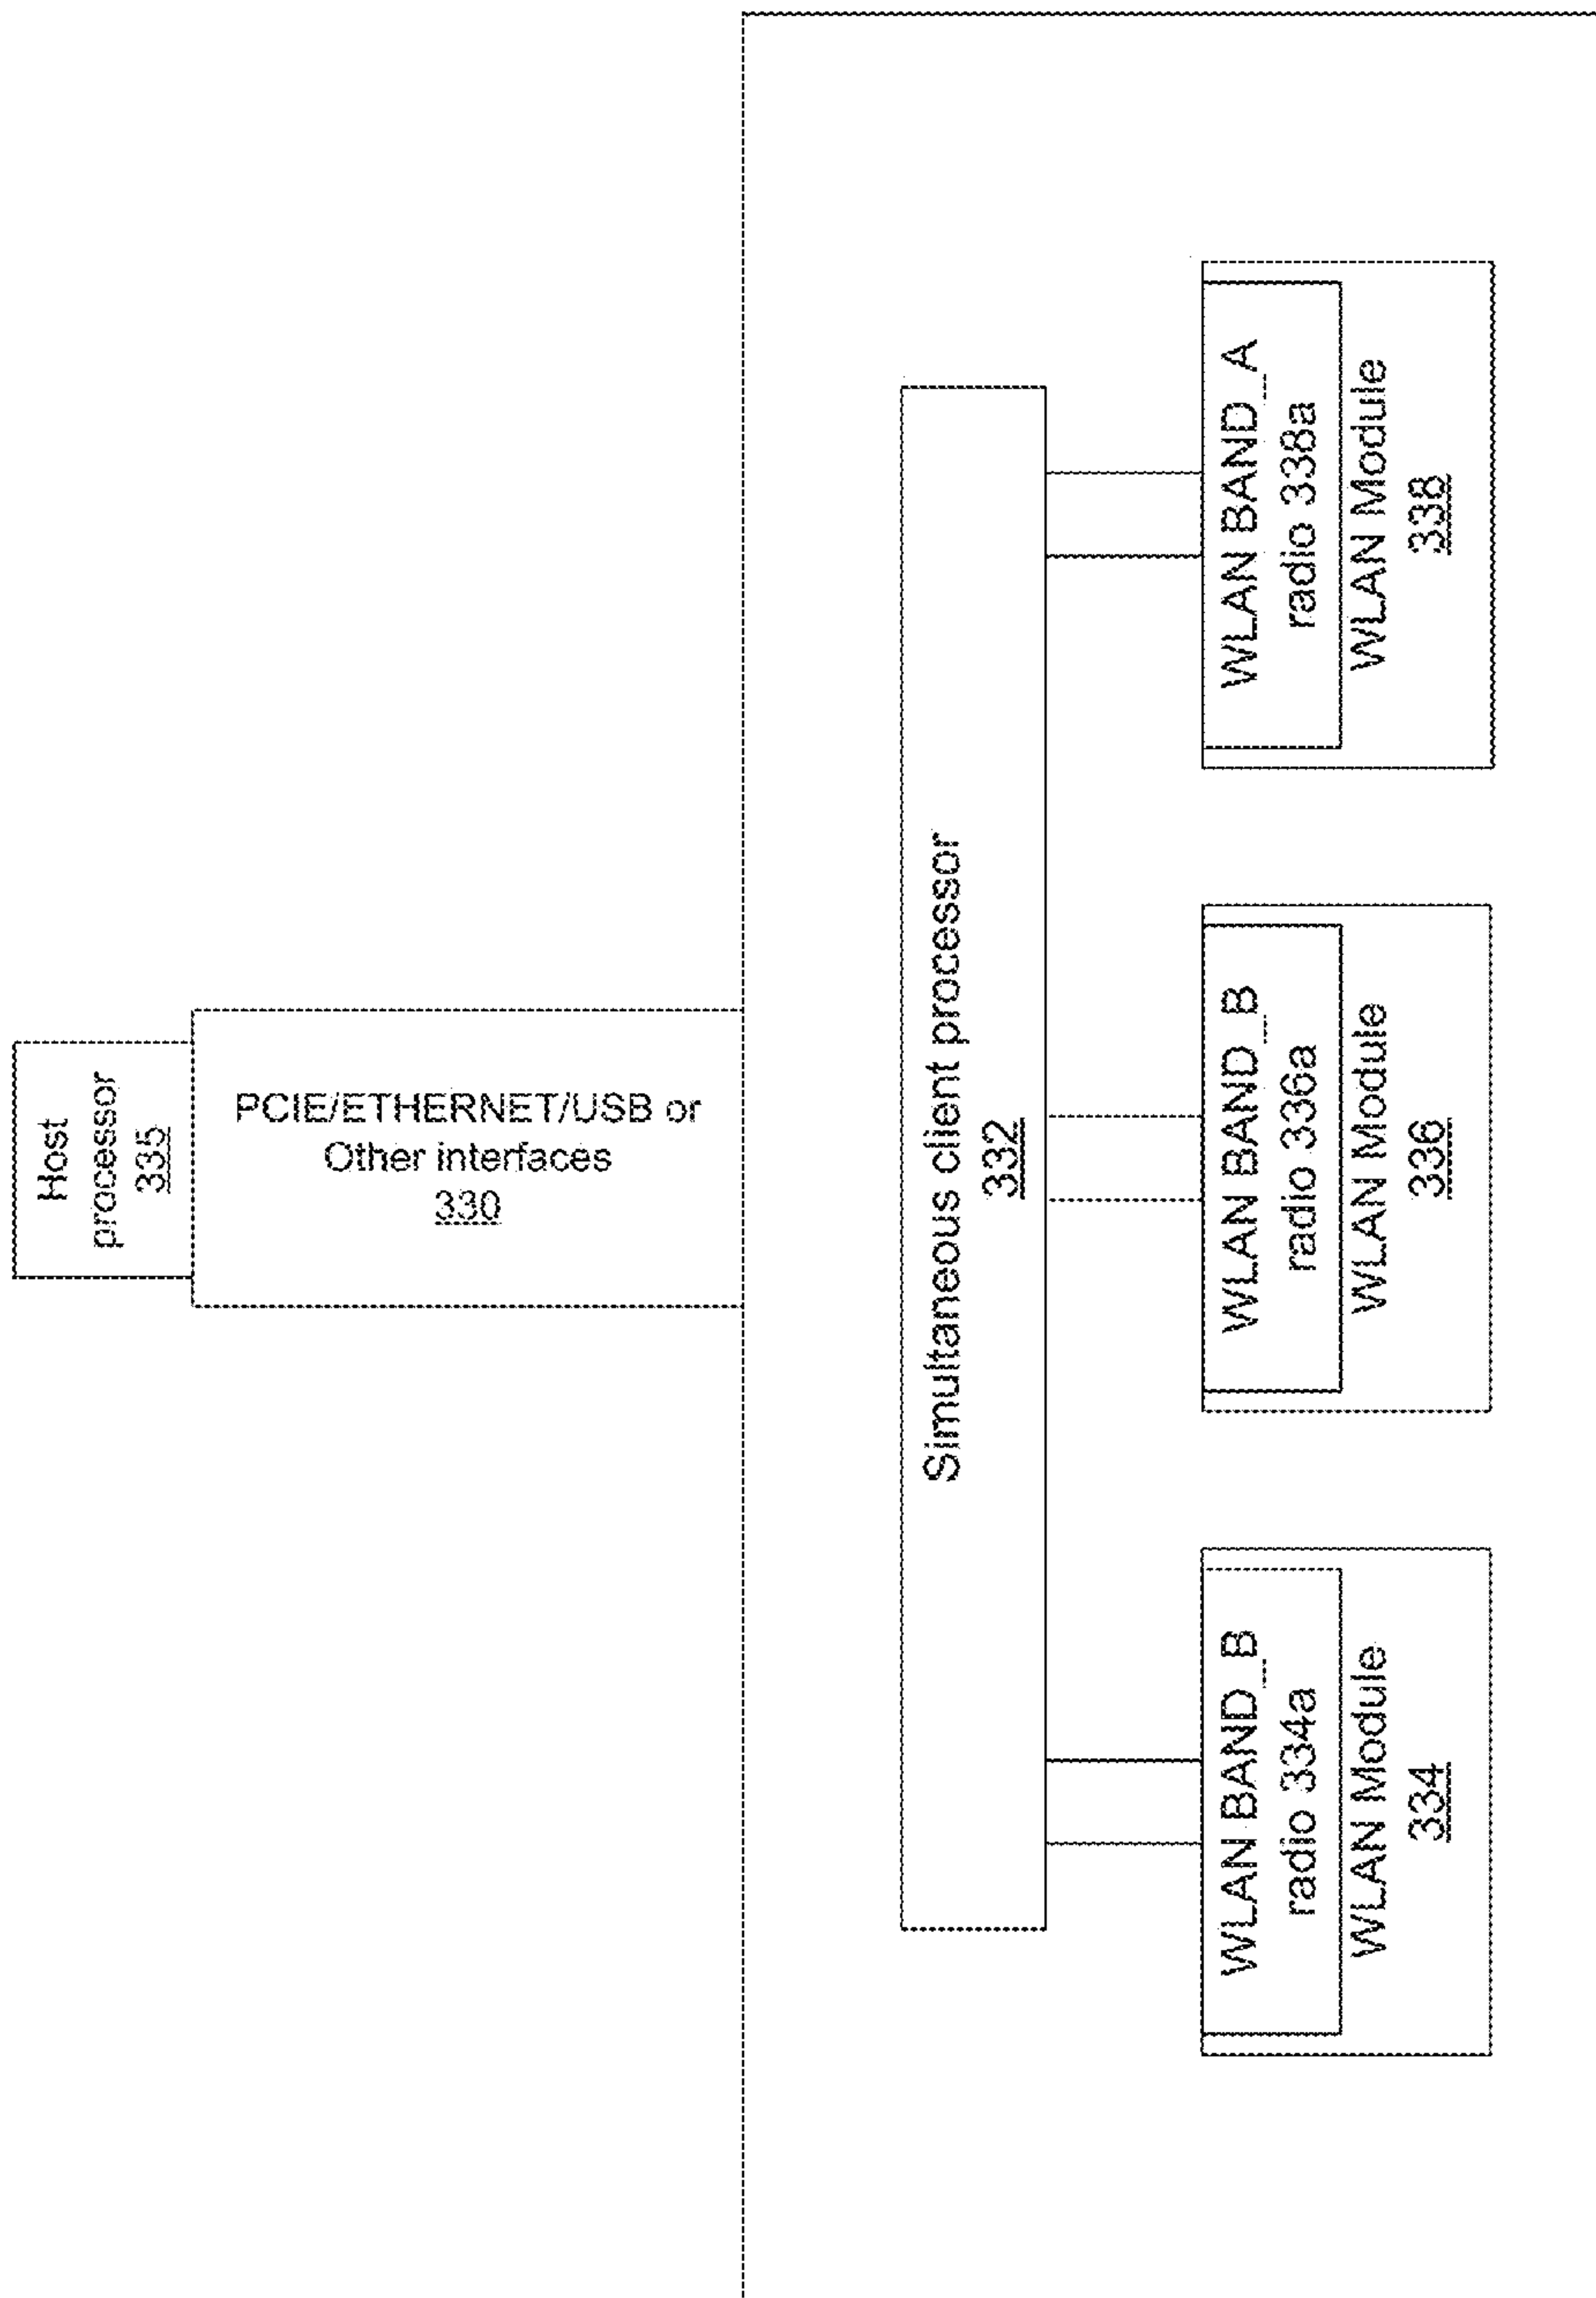 Host
processor
335
PCIE/ETHERNET/USB or
Other interfaces
330
Simultaneous client processor
332
WLAN BAND_B
radio 334a
WLAN Module
334
WLAN BAND_B
radio 336a
WLAN Module
336
WLAN BAND_A
radio 338a
WLAN Module
338